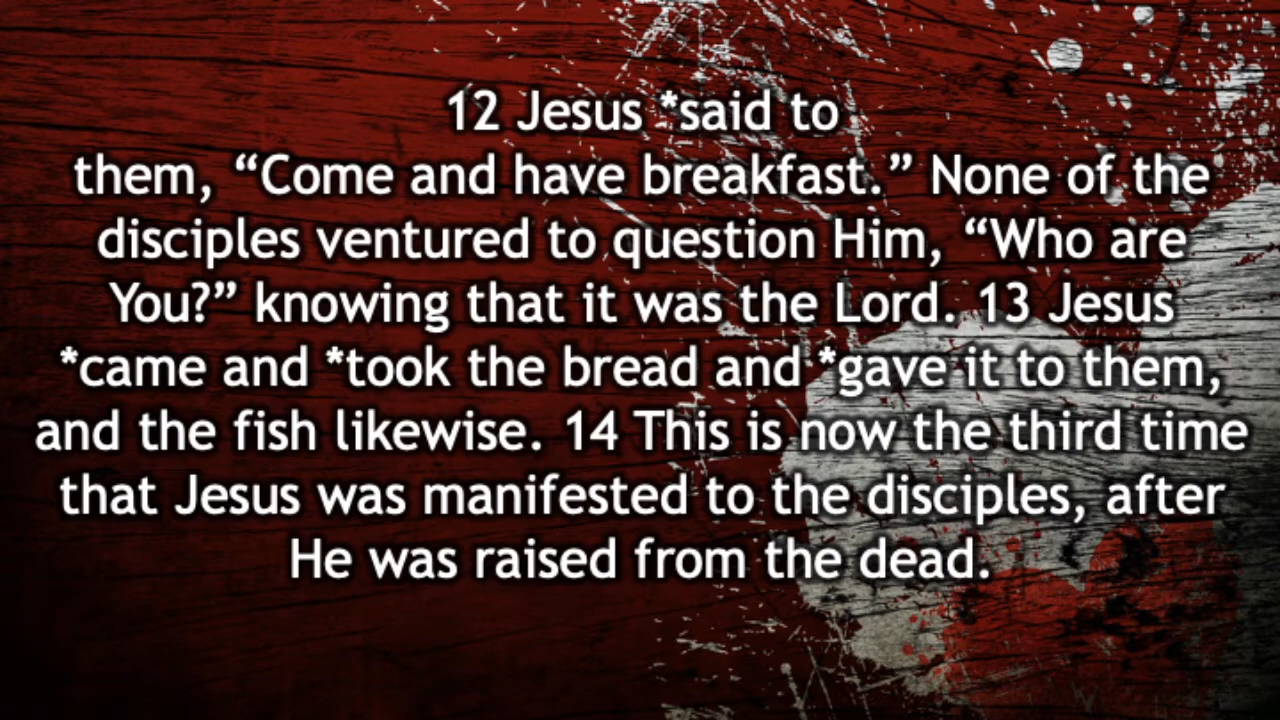 12 Jesus *said to
them, “Come and have breakfast.” None of the
disciples ventured to question Him, “Who are
You?” knowing that it was the Lord. 13 Jesus
*came and *took the bread and *gave it to them,
and the fish likewise. 14 This is now the third time
that Jesus was manifested to the disciples, after
He was raised from the dead.